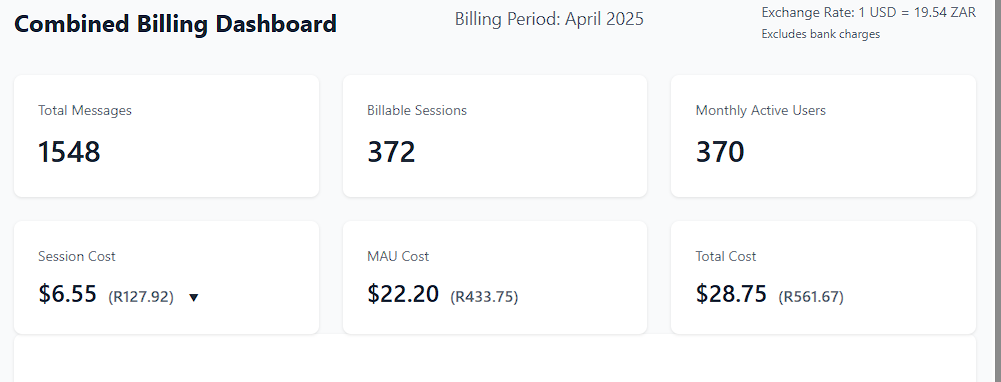 Combined Billing Dashboard
Billing Period: April 2025
Exchange Rate: 1 USD = 19.54 ZAR
Excludes bank charges
Total Messages
1548
Billable Sessions
372
Monthly Active Users
370
Session Cost
$6.55 (R127.92) ▼
MAU Cost
$22.20 (R433.75)
Total Cost
$28.75 (R561.67)